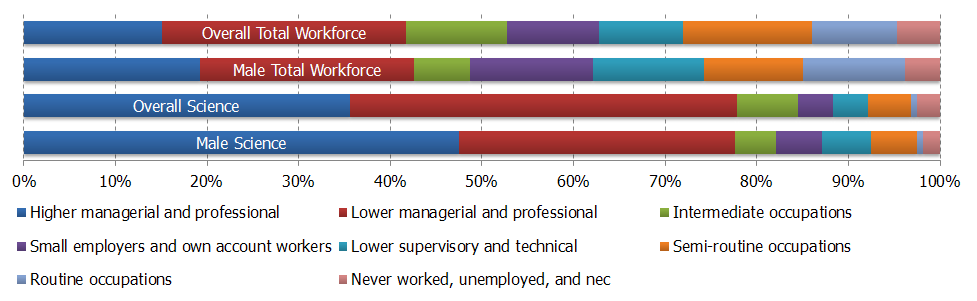 Overall Total Workforce
Male Total Workforce
Overall Science
Male Science
0% 10% 20% 30% 40% 50% 60% 70% 80% 90% 100%
Higher managerial and professional Lower managerial and professional Intermediate occupations
Small employers and own account workers Lower supervisory and technical Semi-routine occupations
Routine occupations Never worked, unemployed, and nec